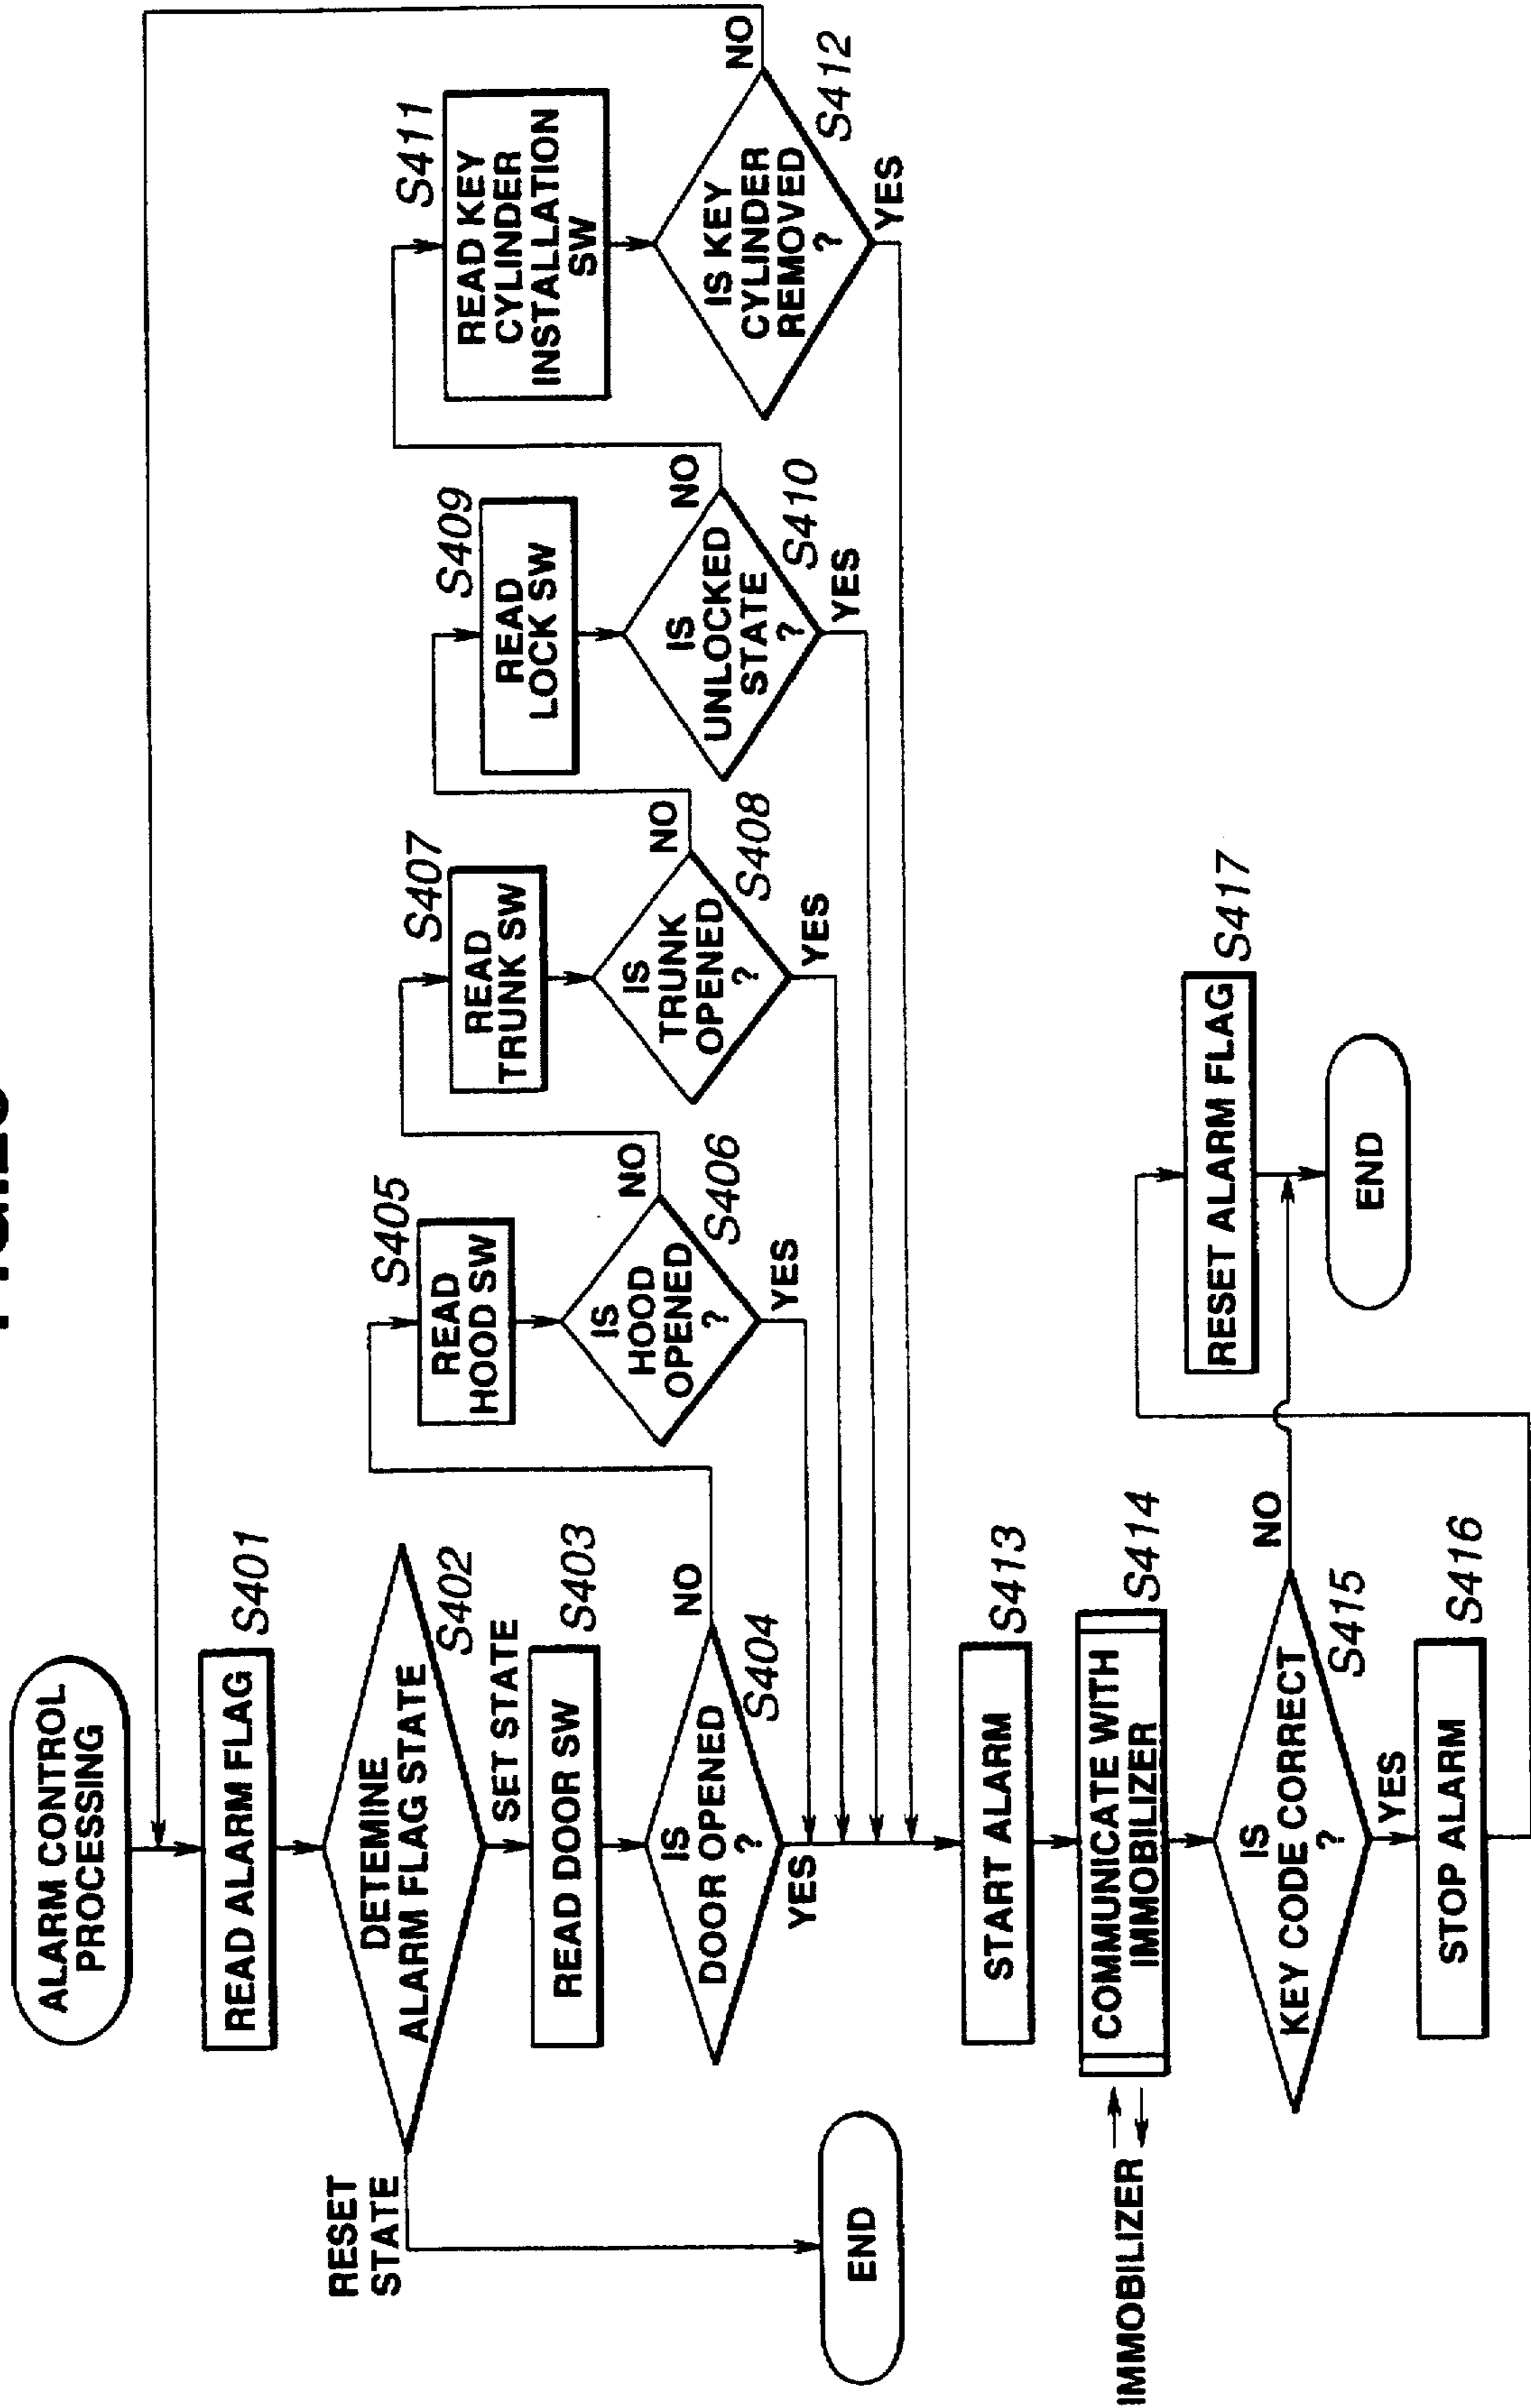 ALARM CONTROL
PROCESSING
READ ALARM FLAG
S401
DETERMINE
ALARM FLAG STATE
S402
RESET
STATE
SET STATE
END
READ DOOR SW
S403
IS
DOOR OPENED
?
S404
NO
YES
READ
HOOD SW
S405
IS
HOOD
OPENED
?
S406
NO
YES
READ
TRUNK SW
S407
IS
TRUNK
OPENED
?
S408
NO
YES
READ
LOCK SW
S409
IS
UNLOCKED
STATE
?
S410
NO
YES
READ KEY
CYLINDER
INSTALLATION
SW
S411
IS KEY
CYLINDER
REMOVED
?
S412
NO
YES
START ALARM
S413
IMMOBILIZER
COMMUNICATE WITH
IMMOBILIZER
S414
IS
KEY CODE CORRECT
?
S415
NO
YES
STOP ALARM
S416
RESET ALARM FLAG
S417
END